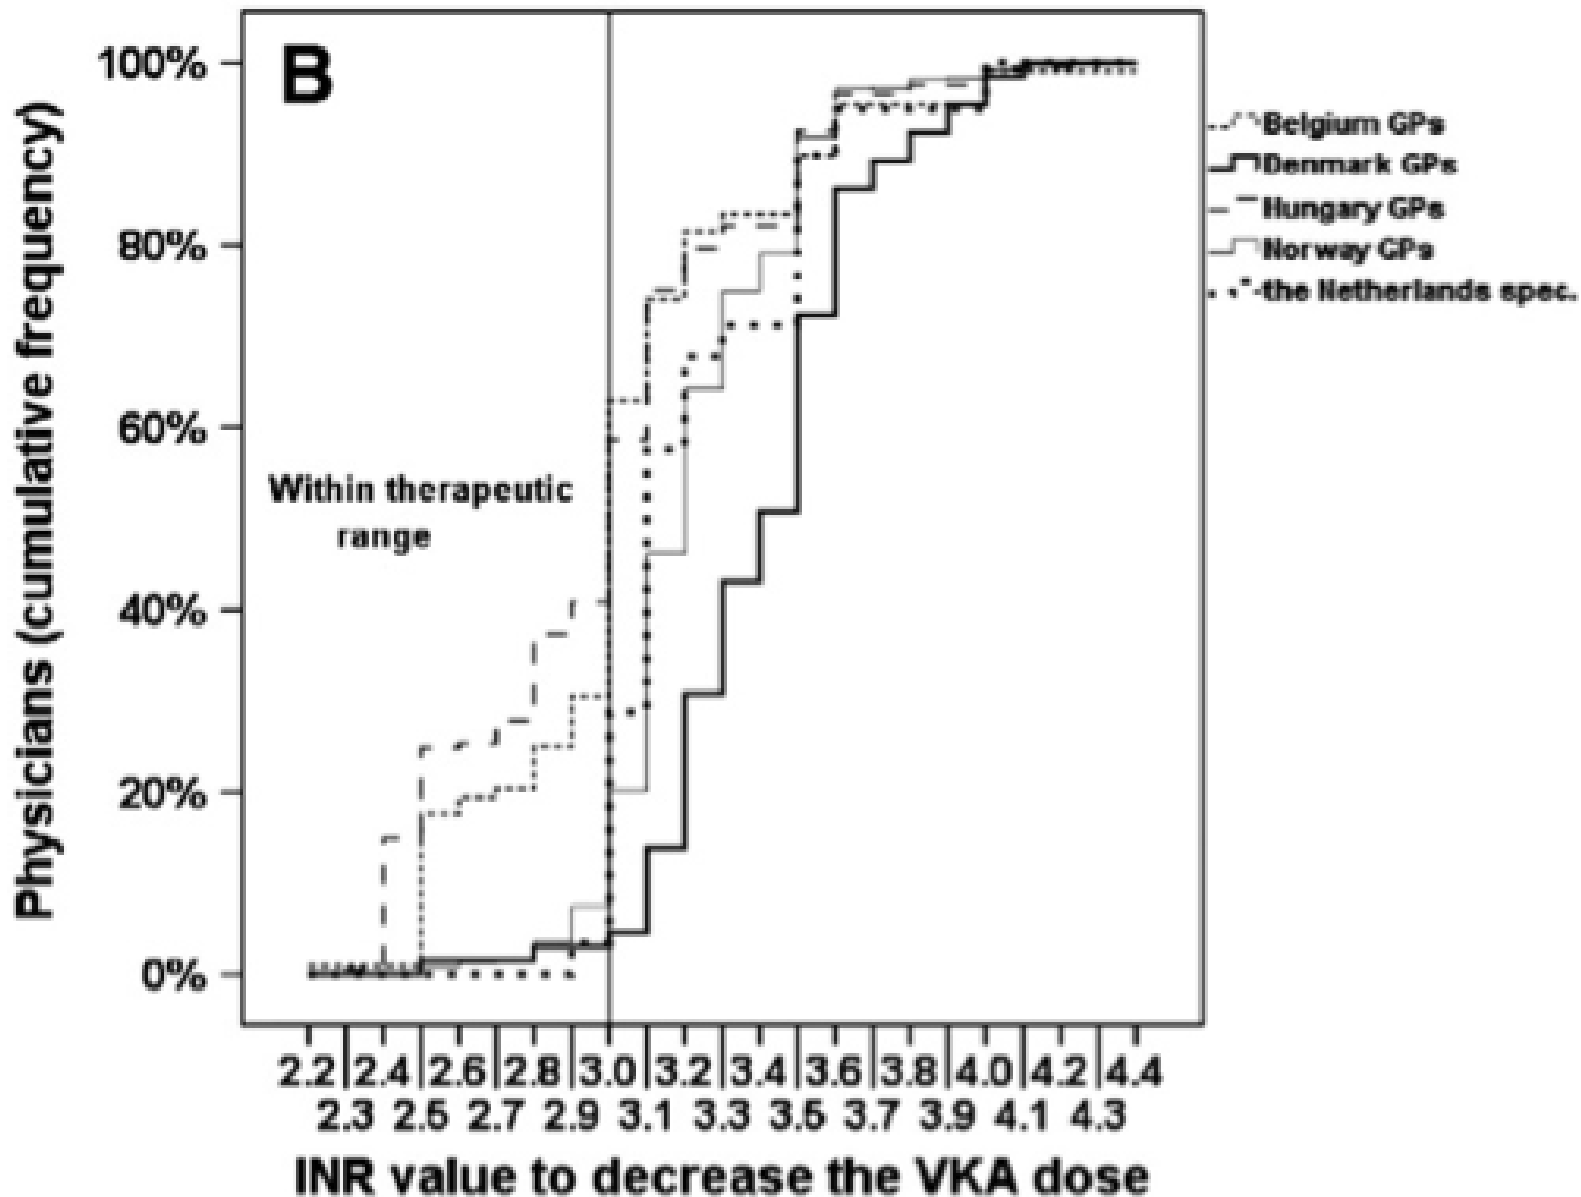 B
100%
80%
60%
40%
20%
0%
Physicians (cumulative frequency)
Within therapeutic
range
Belgium GPs
Denmark GPs
Hungary GPs
Norway GPs
the Netherlands spec.
2.2 2.4 2.6 2.8 3.0 3.2 3.4 3.6 3.8 4.0 4.2 4.4
2.3 2.5 2.7 2.9 3.1 3.3 3.5 3.7 3.9 4.1 4.3
INR value to decrease the VKA dose